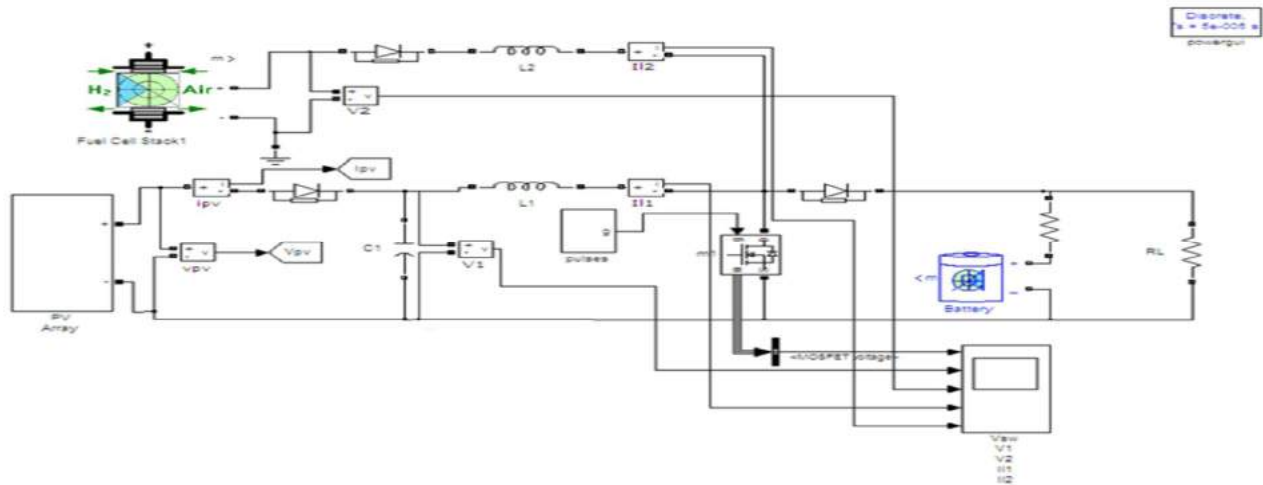 Discrete,
Ts = 5e-005 s
powergui
m >
L2
Il2
H2 Air
V2
Fuel Cell Stack1
Ipv
ipv
L1
Il1
pulses
g
Vpv
vpv
C1
V1
m1
RL
<m
Battery
PV
Array
<MOSFET voltage>
Vsw
V1
V2
Il1
Il2